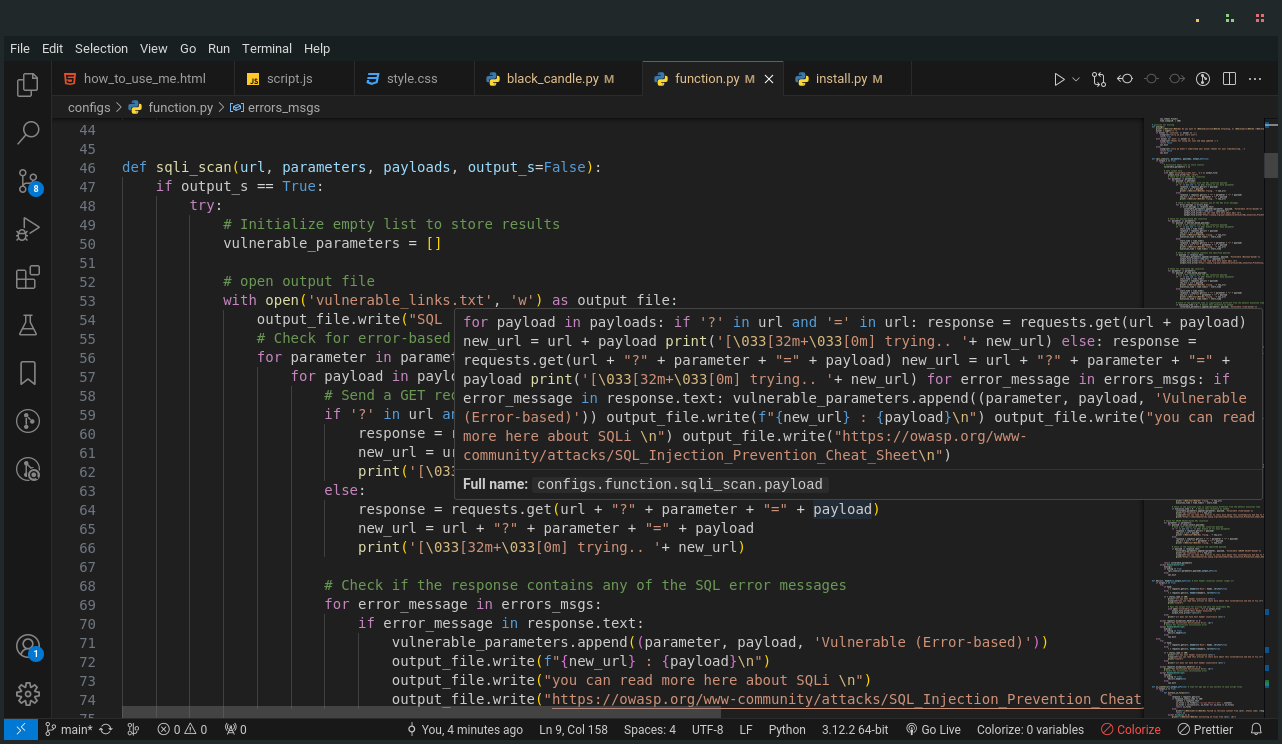 File Edit Selection View Go Run Terminal Help
how_to_use_me.html script.js style.css black_candle.py M function.py M install.py M
configs > function.py > errors_msgs
44
45
46 def sqli_scan(url, parameters, payloads, output_s=False):
47 if output_s == True:
48 try:
49 # Initialize empty list to store results
50 vulnerable_parameters = []
51
52 # open output file
53 with open('vulnerable_links.txt', 'w') as output_file:
54 output_file.write("SQL
55 # Check for error-based
56 for parameter in paramet
57 for payload in paylo
58 # Send a GET rec
59 if '?' in url an
60 response = r
61 new_url = ur
62 print('[\033
63 else:
64 response = requests.get(url + "?" + parameter + "=" + payload)
65 new_url = url + "?" + parameter + "=" + payload
66 print('[\033[32m+\033[0m] trying.. '+ new_url)
67
68 # Check if the response contains any of the SQL error messages
69 for error_message in errors_msgs:
70 if error_message in response.text:
71 vulnerable_parameters.append((parameter, payload, 'Vulnerable (Error-based)'))
72 output_file.write(f"{new_url} : {payload}\n")
73 output_file.write("you can read more here about SQLi \n")
74 output_file.write("https://owasp.org/www-community/attacks/SQL_Injection_Prevention_Cheat
75
for payload in payloads: if '?' in url and '=' in url: response = requests.get(url + payload)
new_url = url + payload print('[\033[32m+\033[0m] trying.. '+ new_url) else: response =
requests.get(url + "?" + parameter + "=" + payload) new_url = url + "?" + parameter + "=" +
payload print('[\033[32m+\033[0m] trying.. '+ new_url) for error_message in errors_msgs: if
error_message in response.text: vulnerable_parameters.append((parameter, payload, 'Vulnerable
(Error-based)')) output_file.write(f"{new_url} : {payload}\n") output_file.write("you can read
more here about SQLi \n") output_file.write("https://owasp.org/www-
community/attacks/SQL_Injection_Prevention_Cheat_Sheet\n")
Full name: configs.function.sqli_scan.payload
8
1
main* 0 0 0 You, 4 minutes ago Ln 9, Col 158 Spaces: 4 UTF-8 LF Python 3.12.2 64-bit Go Live Colorize: 0 variables Colorize Prettier